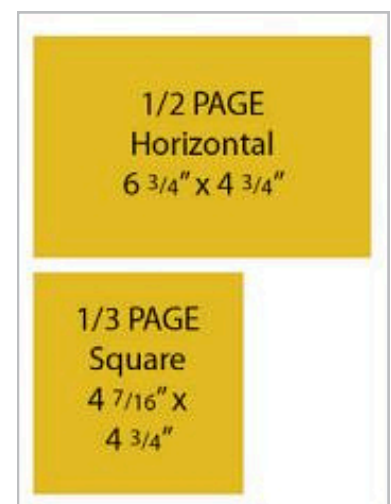 1/2 PAGE
Horizontal
6 3/4” x 4 3/4”
1/3 PAGE
Square
4 7/16” x
4 3/4”